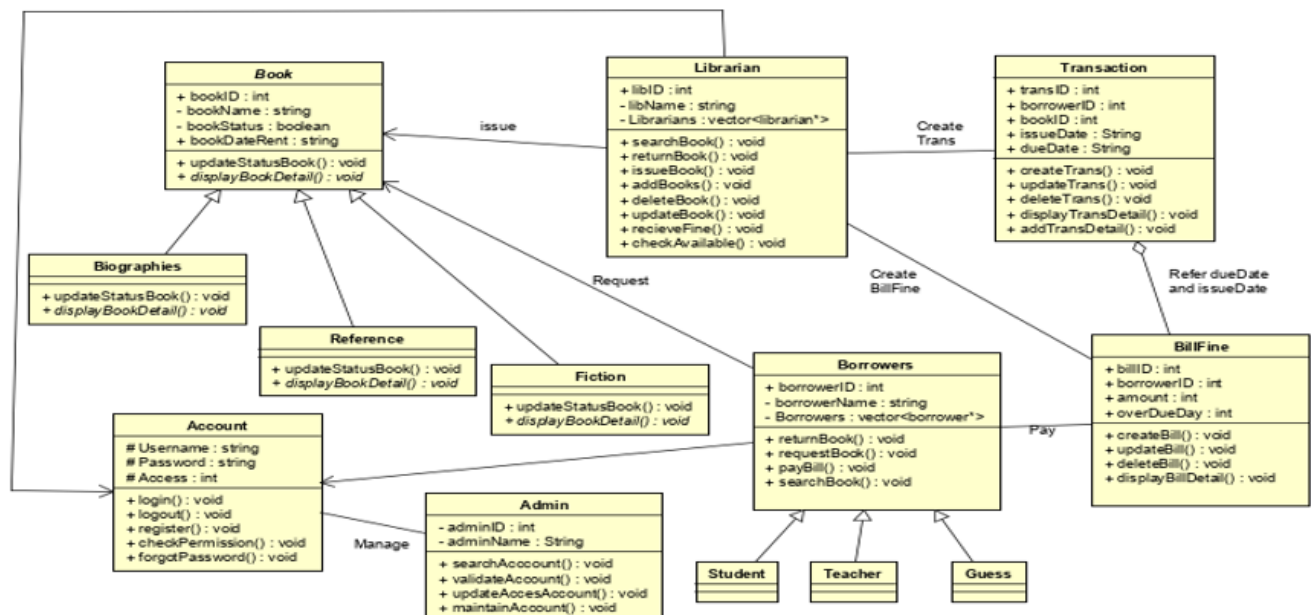 Book
+ bookID : int
- bookName : string
- bookStatus : boolean
+ bookDateRent : string
+ updateStatusBook() : void
+ displayBookDetail() : void
issue
Librarian
+ libID : int
- libName : string
- Librarians : vector<librarian*>
+ searchBook() : void
+ returnBook() : void
+ issueBook() : void
+ addBooks() : void
+ deleteBook() : void
+ updateBook() : void
+ recieveFine() : void
+ checkAvailable() : void
Create
Trans
Transaction
+ transID : int
+ borrowerID : int
+ bookID : int
+ issueDate : String
+ dueDate : String
+ createTrans() : void
+ updateTrans() : void
+ deleteTrans() : void
+ displayTransDetail() : void
+ addTransDetail() : void
Biographies
+ updateStatusBook() : void
+ displayBookDetail() : void
Request
Create
BillFine
Refer dueDate
and issueDate
Reference
+ updateStatusBook() : void
+ displayBookDetail() : void
Fiction
+ updateStatusBook() : void
+ displayBookDetail() : void
Borrowers
+ borrowerID : int
- borrowerName : string
- Borrowers : vector<borrower*>
+ returnBook() : void
+ requestBook() : void
+ payBill() : void
+ searchBook() : void
Pay
BillFine
+ billID : int
+ borrowerID : int
+ amount : int
+ overDueDay : int
+ createBill() : void
+ updateBill() : void
+ deleteBill() : void
+ displayBillDetail() : void
Account
# Username : string
# Password : string
# Access : int
+ login() : void
+ logout() : void
+ register() : void
+ checkPermission() : void
+ forgotPassword() : void
Manage
Admin
- adminID : int
- adminName : String
+ searchAcocount() : void
+ validateAccount() : void
+ updateAccesAccount() : void
+ maintainAccount() : void
Student
Teacher
Guess